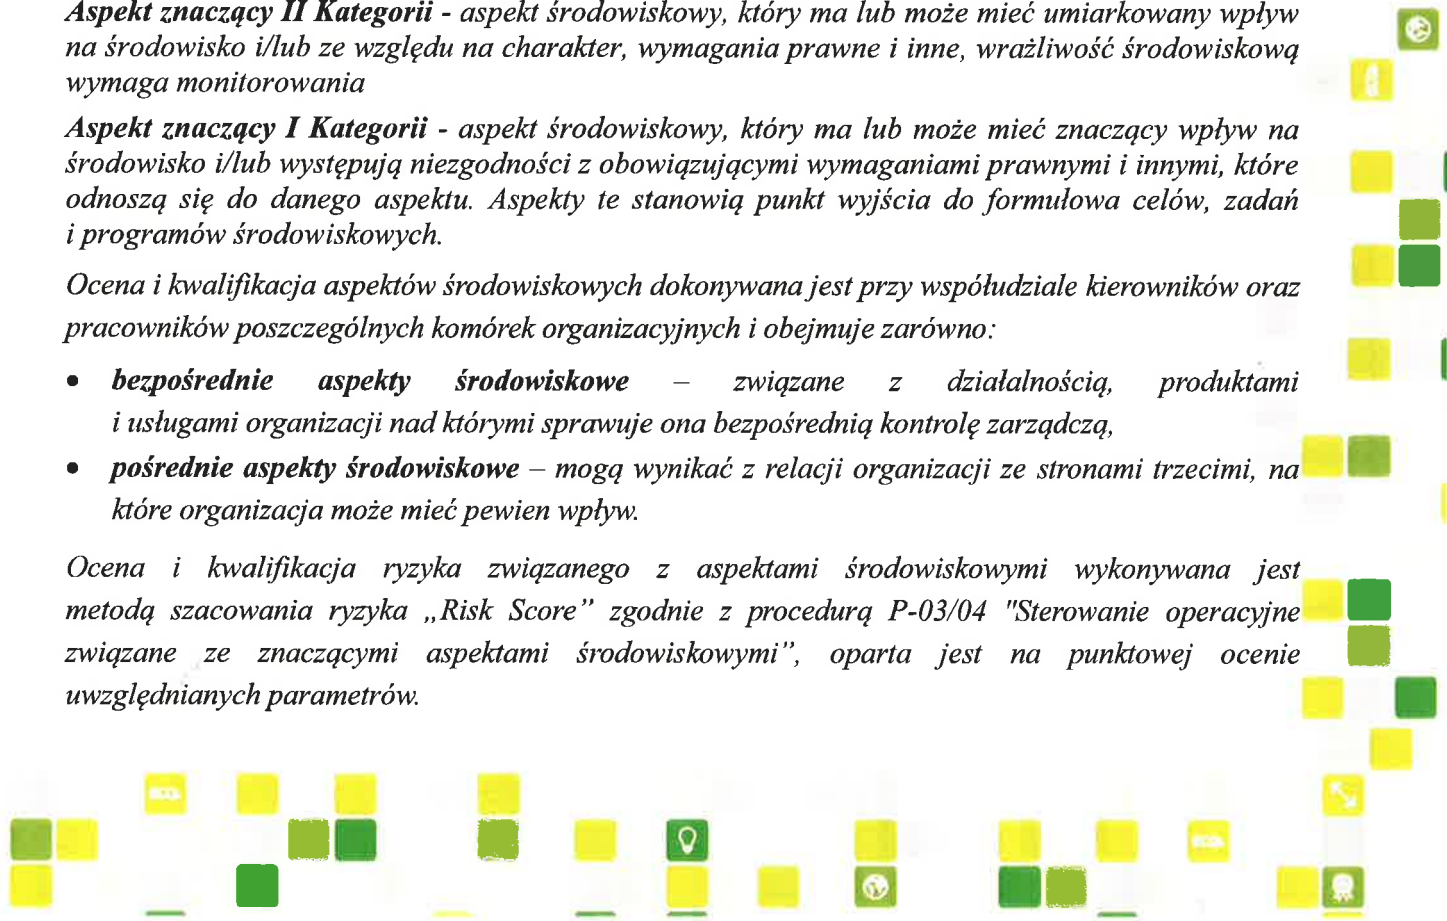 Aspekt znaczący II Kategorii - aspekt środowiskowy, który ma lub może mieć umiarkowany wpływ
na środowisko i/lub ze względu na charakter, wymagania prawne i inne, wrażliwość środowiskową
wymaga monitorowania
Aspekt znaczący I Kategorii - aspekt środowiskowy, który ma lub może mieć znaczący wpływ na
środowisko i/lub występują niezgodności z obowiązującymi wymaganiami prawnymi i innymi, które
odnoszą się do danego aspektu. Aspekty te stanowią punkt wyjścia do formułowa celów, zadań
i programów środowiskowych.
Ocena i kwalifikacja aspektów środowiskowych dokonywana jest przy współudziale kierowników oraz
pracowników poszczególnych komórek organizacyjnych i obejmuje zarówno:
• bezpośrednie aspekty środowiskowe – związane z działalnością, produktami
i usługami organizacji nad którymi sprawuje ona bezpośrednią kontrolę zarządczą,
• pośrednie aspekty środowiskowe – mogą wynikać z relacji organizacji ze stronami trzecimi, na
które organizacja może mieć pewien wpływ.
Ocena i kwalifikacja ryzyka związanego z aspektami środowiskowymi wykonywana jest
metodą szacowania ryzyka „Risk Score” zgodnie z procedurą P-03/04 "Sterowanie operacyjne
związane ze znaczącymi aspektami środowiskowymi”, oparta jest na punktowej ocenie
uwzględnianych parametrów.